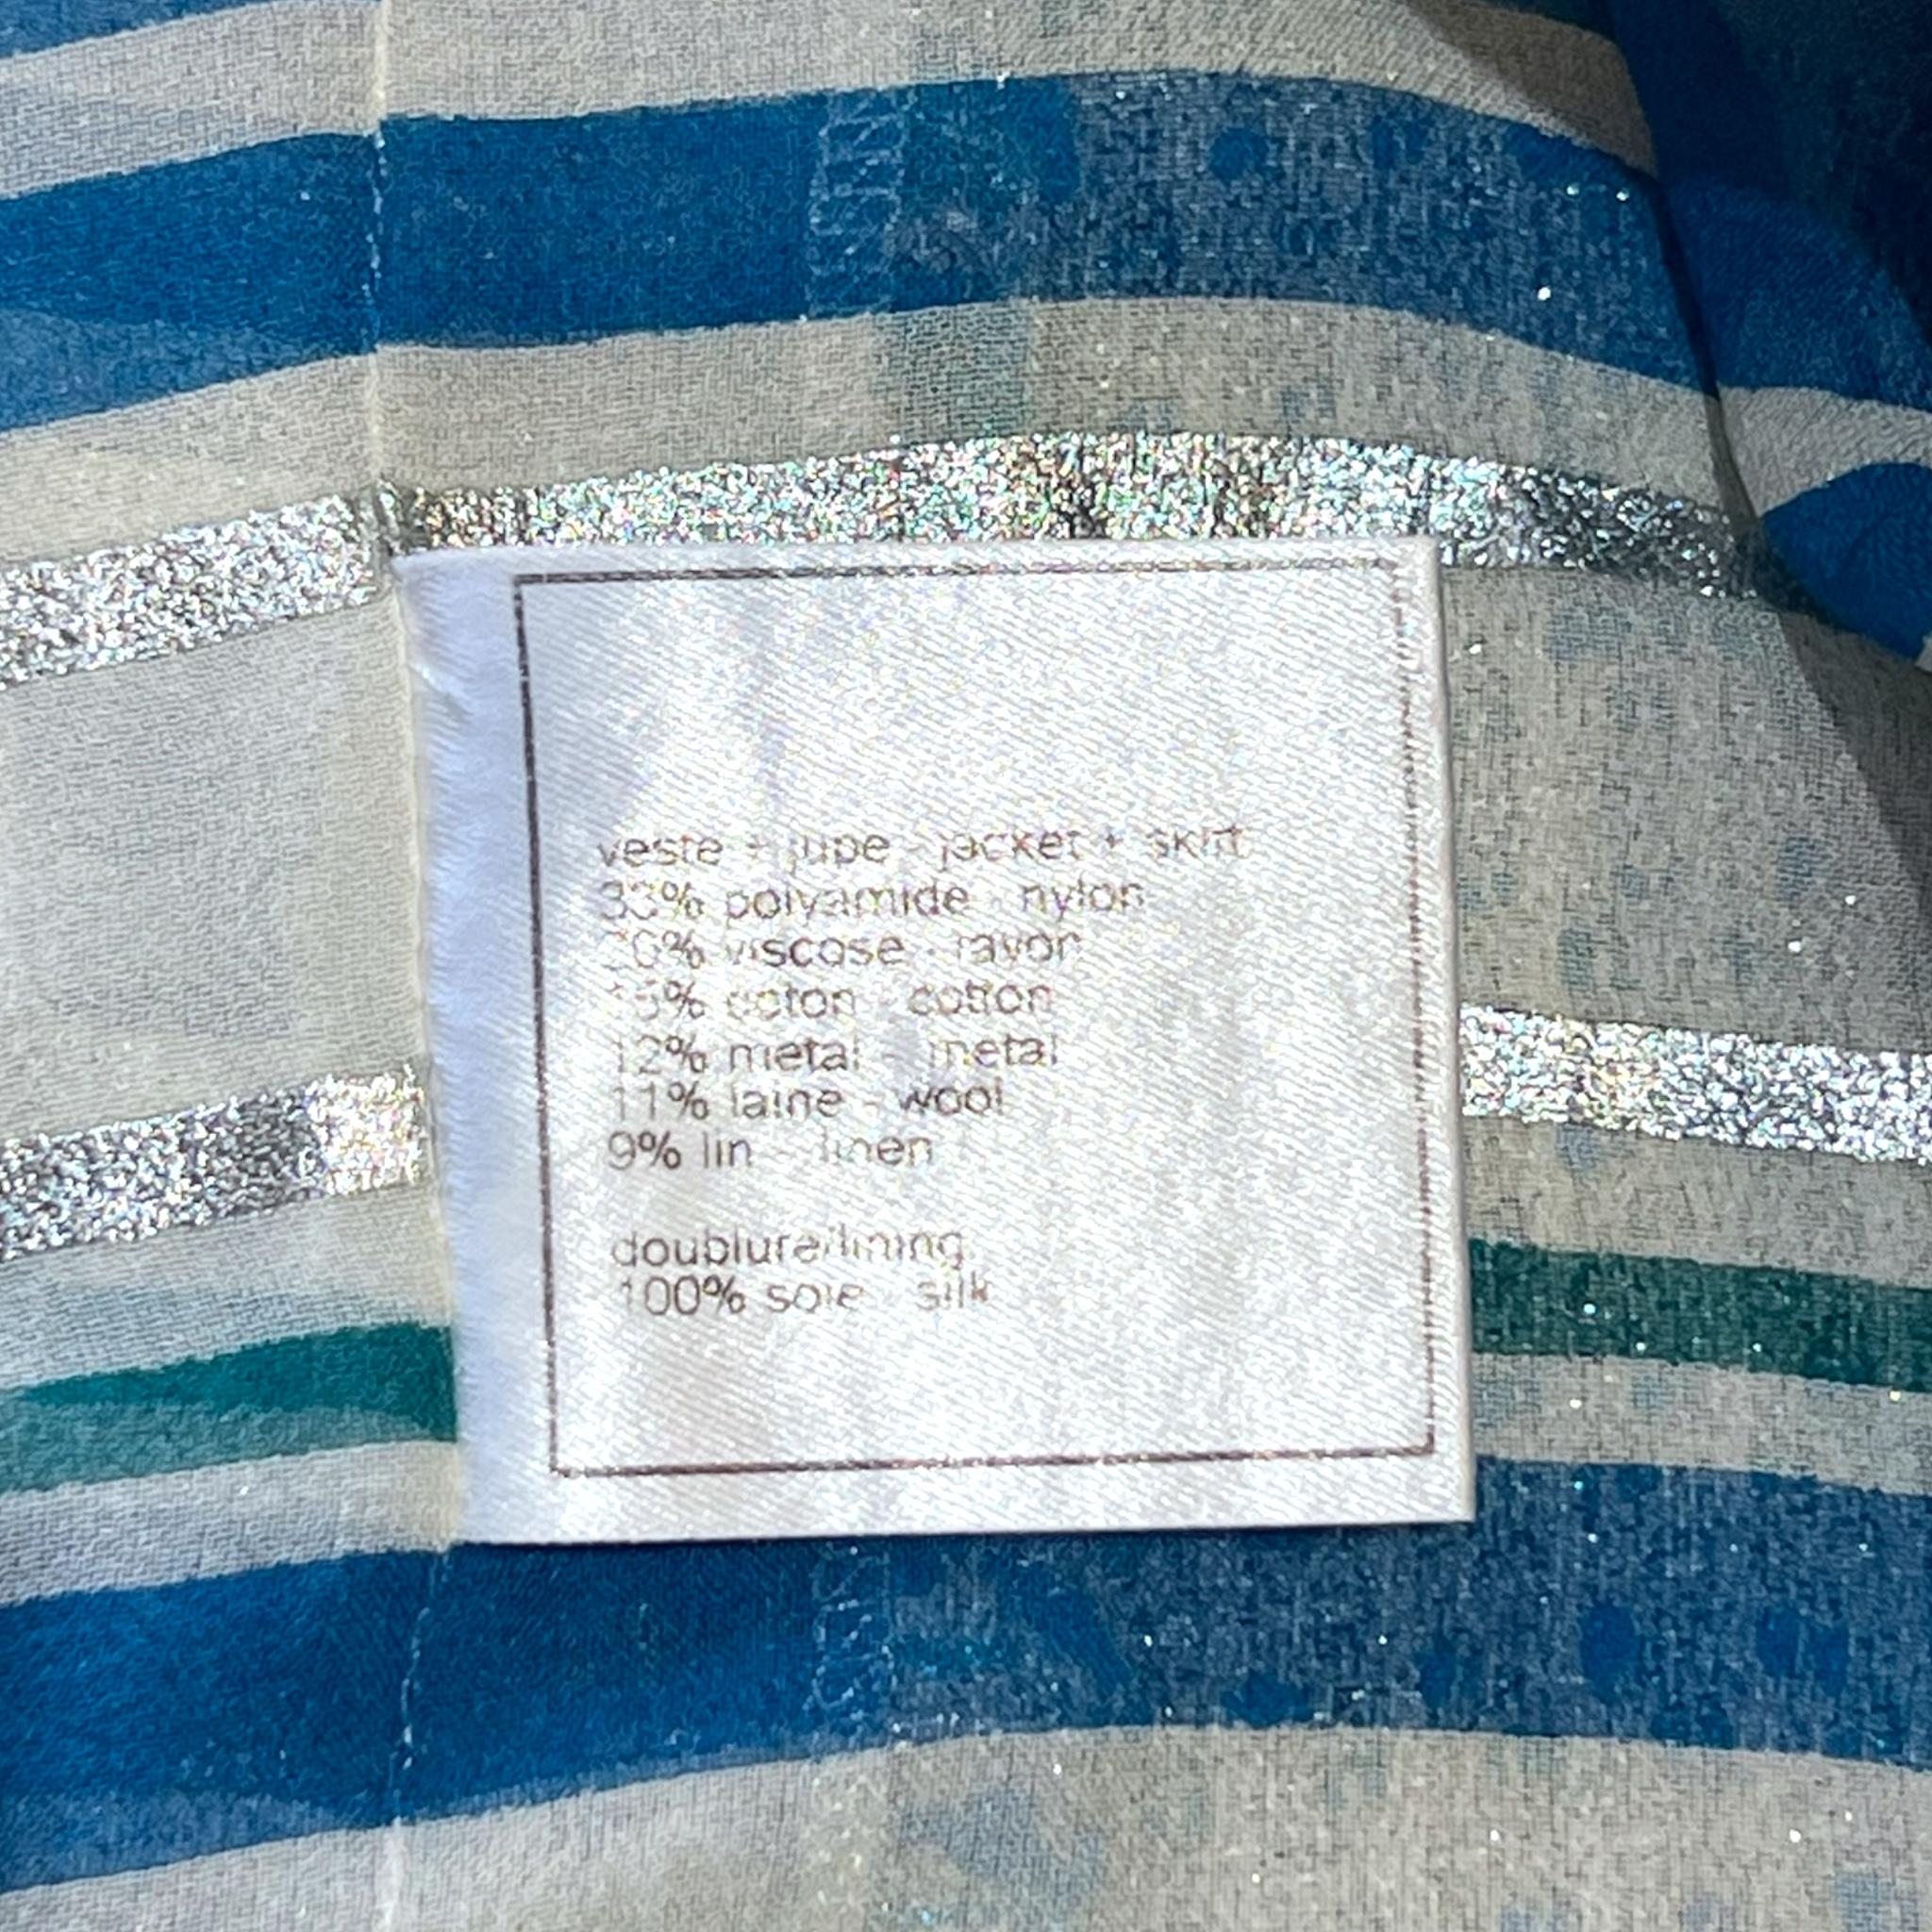 veste + jupe - jacket + skirt
33% polyamide - nylon
20% viscose - rayon
15% coton - cotton
12% metal - metal
11% laine - wool
9% lin - linen
doublure/lining
100% soie - silk